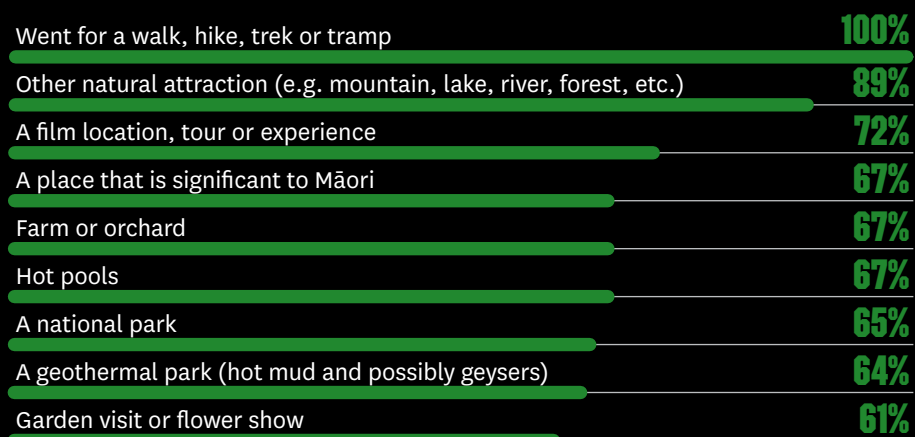 Went for a walk, hike, trek or tramp 100%
Other natural attraction (e.g. mountain, lake, river, forest, etc.) 89%
A film location, tour or experience 72%
A place that is significant to Māori 67%
Farm or orchard 67%
Hot pools 67%
A national park 65%
A geothermal park (hot mud and possibly geysers) 64%
Garden visit or flower show 61%